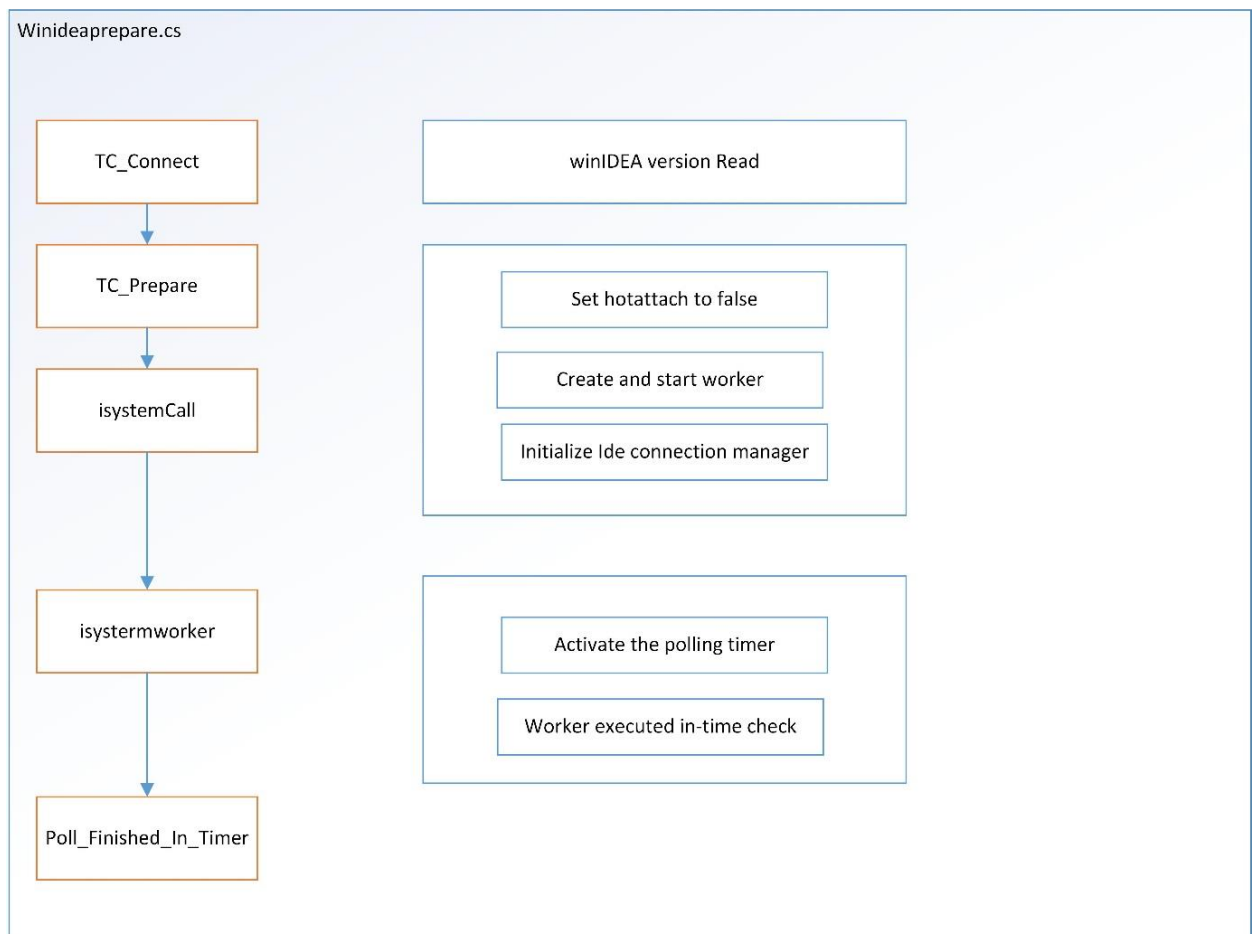 Winideaprepare.cs
TC_Connect
winIDEA version Read
TC_Prepare
Set hotattach to false
Create and start worker
isystemCall
Initialize Ide connection manager
isystermworker
Activate the polling timer
Worker executed in-time check
Poll_Finished_In_Timer